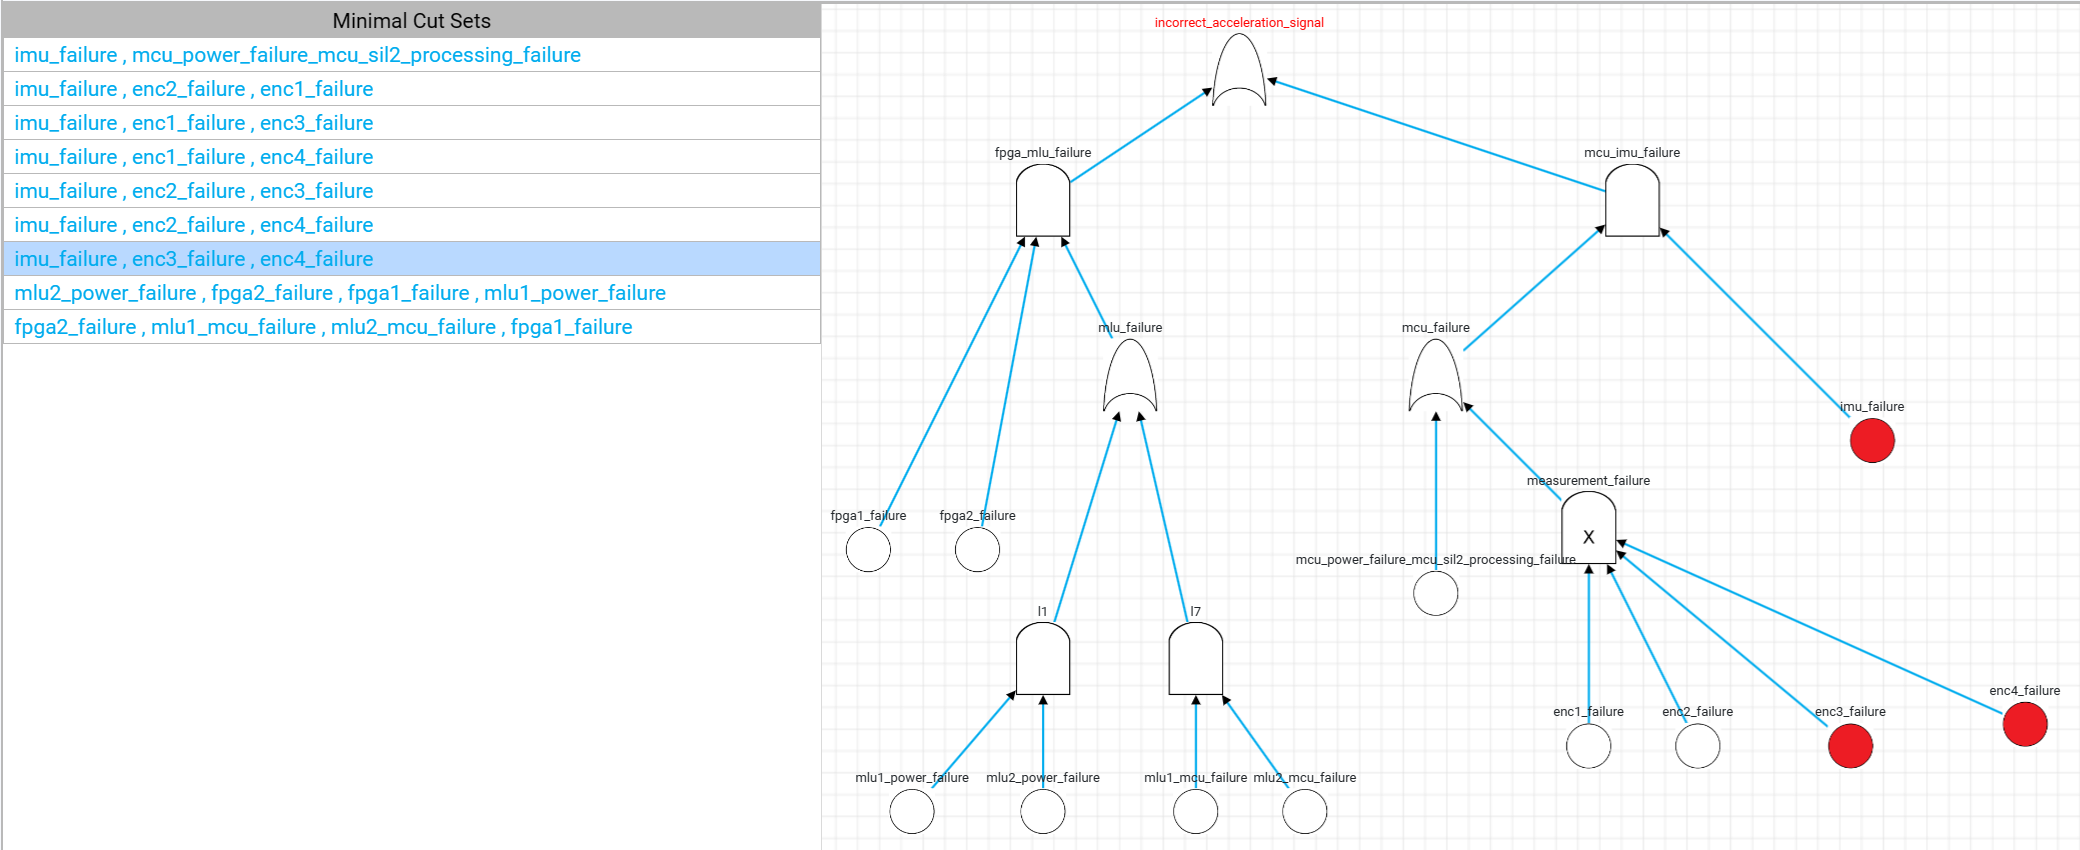 Minimal Cut Sets
imu_failure , mcu_power_failure_mcu_sil2_processing_failure
imu_failure , enc2_failure , enc1_failure
imu_failure , enc1_failure , enc3_failure
imu_failure , enc1_failure , enc4_failure
imu_failure , enc2_failure , enc3_failure
imu_failure , enc2_failure , enc4_failure
imu_failure , enc3_failure , enc4_failure
mlu2_power_failure , fpga2_failure , fpga1_failure , mlu1_power_failure
fpga2_failure , mlu1_mcu_failure , mlu2_mcu_failure , fpga1_failure
incorrect_acceleration_signal
fpga_mlu_failure
mcu_imu_failure
mlu_failure
mcu_failure
imu_failure
measurement_failure
fpga1_failure
fpga2_failure
X
mcu_power_failure_mcu_sil2_processing_failure
l1
l7
enc4_failure
enc1_failure
enc2_failure
enc3_failure
mlu1_power_failure
mlu2_power_failure
mlu1_mcu_failure
mlu2_mcu_failure